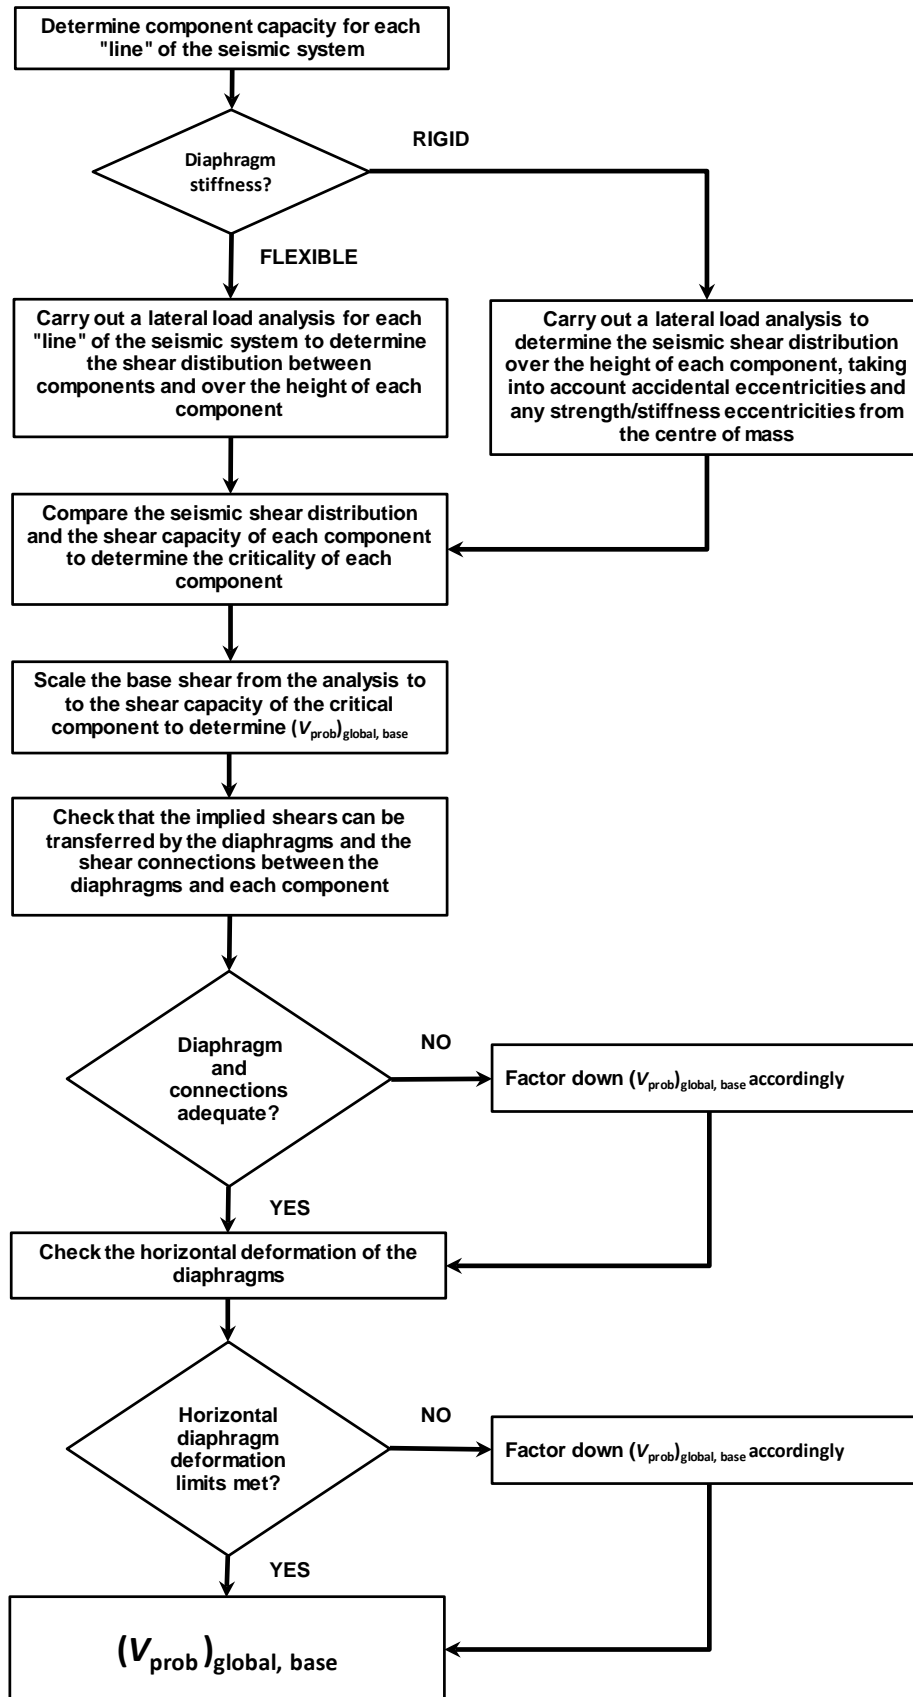 Determine component capacity for each
"line" of the seismic system
Diaphragm
stiffness?
RIGID
FLEXIBLE
Carry out a lateral load analysis for each
"line" of the seismic system to determine
the shear distibution between
components and over the height of each
component
Carry out a lateral load analysis to
determine the seismic shear distribution
over the height of each component, taking
into account accidental eccentricities and
any strength/stiffness eccentricities from
the centre of mass
Compare the seismic shear distribution
and the shear capacity of each component
to determine the criticality of each
component
Scale the base shear from the analysis to
to the shear capacity of the critical
component to determine (Vprob)global, base
Check that the implied shears can be
transferred by the diaphragms and the
shear connections between the
diaphragms and each component
Diaphragm
and
connections
adequate?
NO
Factor down (Vprob)global, base accordingly
YES
Check the horizontal deformation of the
diaphragms
Horizontal
diaphragm
deformation
limits met?
NO
Factor down (Vprob)global, base accordingly
YES
(Vprob)global, base